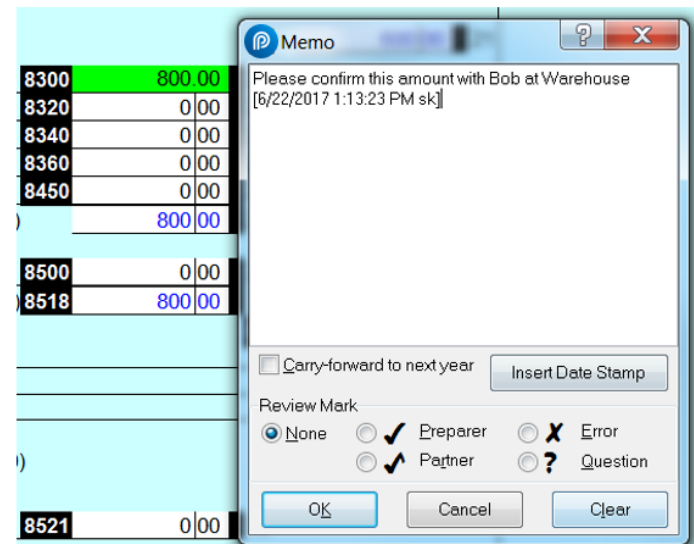 Memo
8300 800.00
8320 0 00
8340 0 00
8360 0 00
8450 0 00
) 800 00
8500 0 00
) 8518 800 00
)
8521 0 00
Please confirm this amount with Bob at Warehouse
[6/22/2017 1:13:23 PM sk]
Carry-forward to next year
Insert Date Stamp
Review Mark
None
Preparer
Error
Partner
? Question
OK
Cancel
Clear